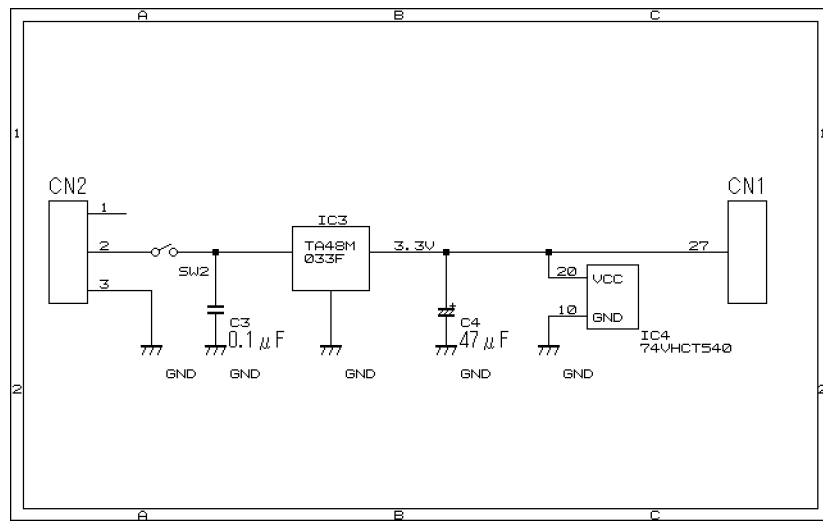 A B C
1 1
CN2 CN1
1
IC3
TA48M
033F
2 3.3V 27
SW2
20 VCC
3
10 GND
C3
0.1μF
C4
47μF
IC4
74VHCT540
GND GND GND GND GND
2 2
A B C